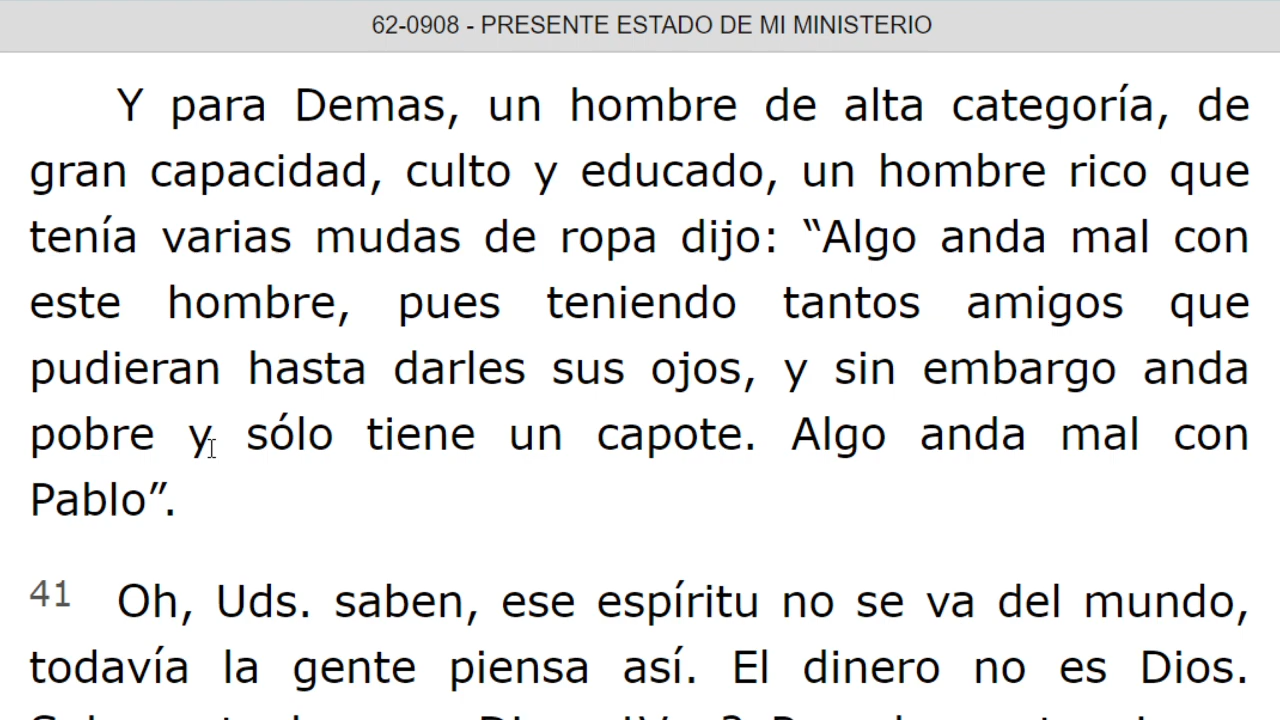 62-0908 - PRESENTE ESTADO DE MI MINISTERIO
Y para Demas, un hombre de alta categoría, de
gran capacidad, culto y educado, un hombre rico que
tenía varias mudas de ropa dijo: “Algo anda mal con
este hombre, pues teniendo tantos amigos que
pudieran hasta darles sus ojos, y sin embargo anda
pobre y sólo tiene un capote. Algo anda mal con
Pablo”.
41 Oh, Uds. saben, ese espíritu no se va del mundo,
todavía la gente piensa así. El dinero no es Dios.